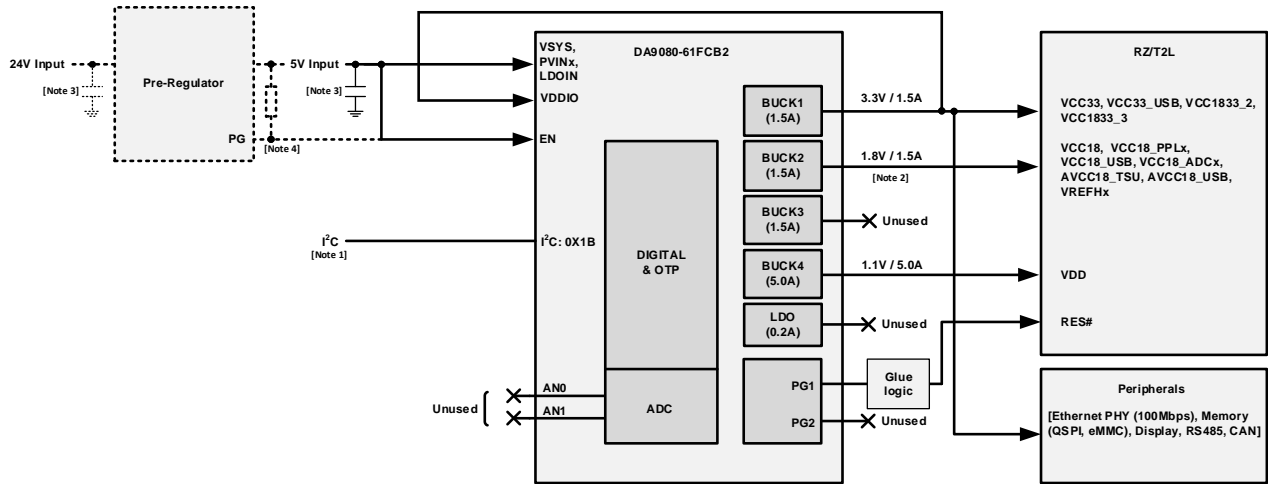 24V Input
[Note 3]
Pre-Regulator
PG
[Note 4]
5V Input
[Note 3]
VSYS,
PVINx,
LDOIN
VDDIO
EN
I²C
[Note 1]
I²C: 0X1B
DA9080-61FCB2
DIGITAL
& OTP
ADC
Unused
AN0
AN1
BUCK1
(1.5A)
3.3V / 1.5A
BUCK2
(1.5A)
1.8V / 1.5A
[Note 2]
BUCK3
(1.5A)
Unused
BUCK4
(5.0A)
1.1V / 5.0A
LDO
(0.2A)
Unused
PG1
PG2
Glue
logic
Unused
RZ/T2L
VCC33, VCC33_USB, VCC1833_2,
VCC1833_3
VCC18, VCC18_PPLx,
VCC18_USB, VCC18_ADCx,
AVCC18_TSU, AVCC18_USB,
VREFHx
VDD
RES#
Peripherals
[Ethernet PHY (100Mbps), Memory
(QSPI, eMMC), Display, RS485, CAN]